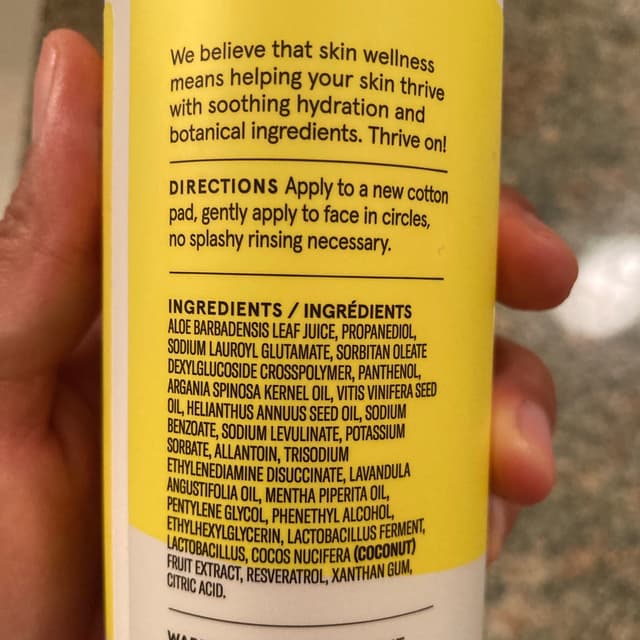 We believe that skin wellness
means helping your skin thrive
with soothing hydration and
botanical ingredients. Thrive on!
DIRECTIONS Apply to a new cotton
pad, gently apply to face in circles,
no splashy rinsing necessary.
INGREDIENTS / INGRÉDIENTS
ALOE BARBADENSIS LEAF JUICE, PROPANEDIOL,
SODIUM LAUROYL GLUTAMATE, SORBITAN OLEATE
DEXYLGLUCOSIDE CROSSPOLYMER, PANTHENOL,
ARGANIA SPINOSA KERNEL OIL, VITIS VINIFERA SEED
OIL, HELIANTHUS ANNUUS SEED OIL, SODIUM
BENZOATE, SODIUM LEVULINATE, POTASSIUM
SORBATE, ALLANTOIN, TRISODIUM
ETHYLENEDIAMINE DISUCCINATE, LAVANDULA
ANGUSTIFOLIA OIL, MENTHA PIPERITA OIL,
PENTYLENE GLYCOL, PHENETHYL ALCOHOL,
ETHYLHEXYLGLYCERIN, LACTOBACILLUS FERMENT,
LACTOBACILLUS, COCOS NUCIFERA (COCONUT)
FRUIT EXTRACT, RESVERATROL, XANTHAN GUM,
CITRIC ACID.